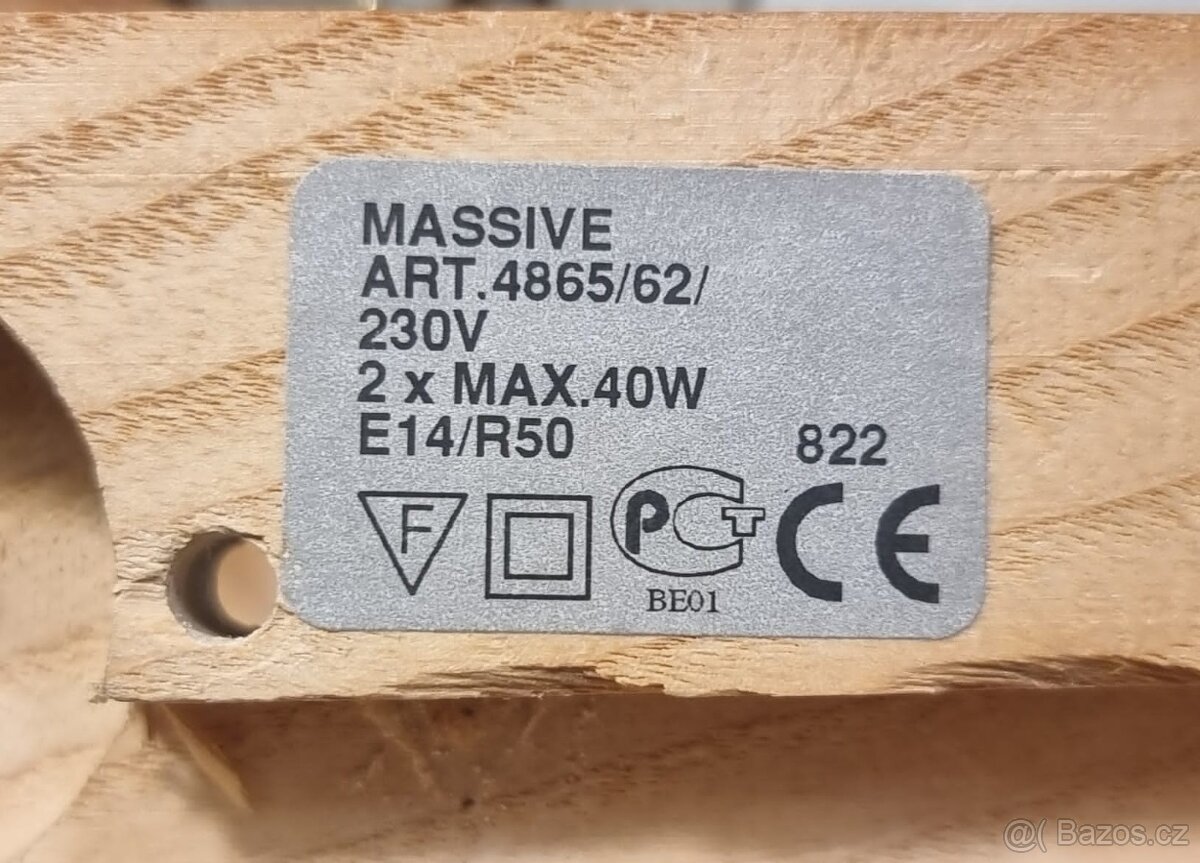 MASSIVE
ART.4865/62/
230V
2 x MAX.40W
E14/R50
822
F
PCT
CE
BE01
@( Bazos.cz